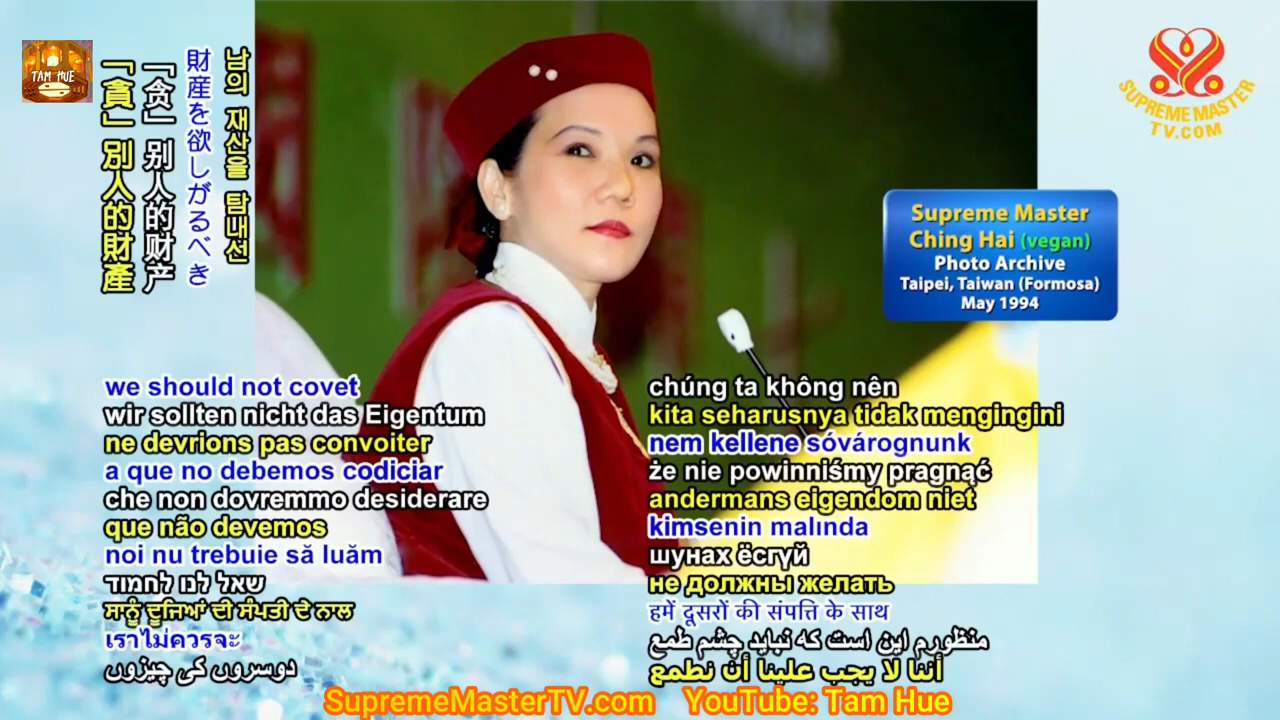 TAM HUE
남의 재산을 탐내선
財産を欲しがるべき
「贪」别人的财产
「貪」別人的財產
SUPREME MASTER
TV.COM
Supreme Master
Ching Hai (vegan)
Photo Archive
Taipei, Taiwan (Formosa)
May 1994
we should not covet
wir sollten nicht das Eigentum
ne devrions pas convoiter
a que no debemos codiciar
che non dovremmo desiderare
que não devemos
noi nu trebuie să luăm
שאל לנו לחמוד
ਸਾਨੂੰ ਦੂਜਿਆਂ ਦੀ ਸੰਪਤੀ ਦੇ ਨਾਲ
เราไม่ควรจะ
دوسروں کی چیزوں
chúng ta không nên
kita seharusnya tidak mengingini
nem kellene sóvárognunk
że nie powinniśmy pragnąć
andermans eigendom niet
kimsenin malında
шунах ёсгүй
не должны желать
हमें दूसरों की संपत्ति के साथ
منظورم این است که نباید چشم طمع
أننا لا يجب علينا أن نطمع
SupremeMasterTV.com YouTube: Tam Hue